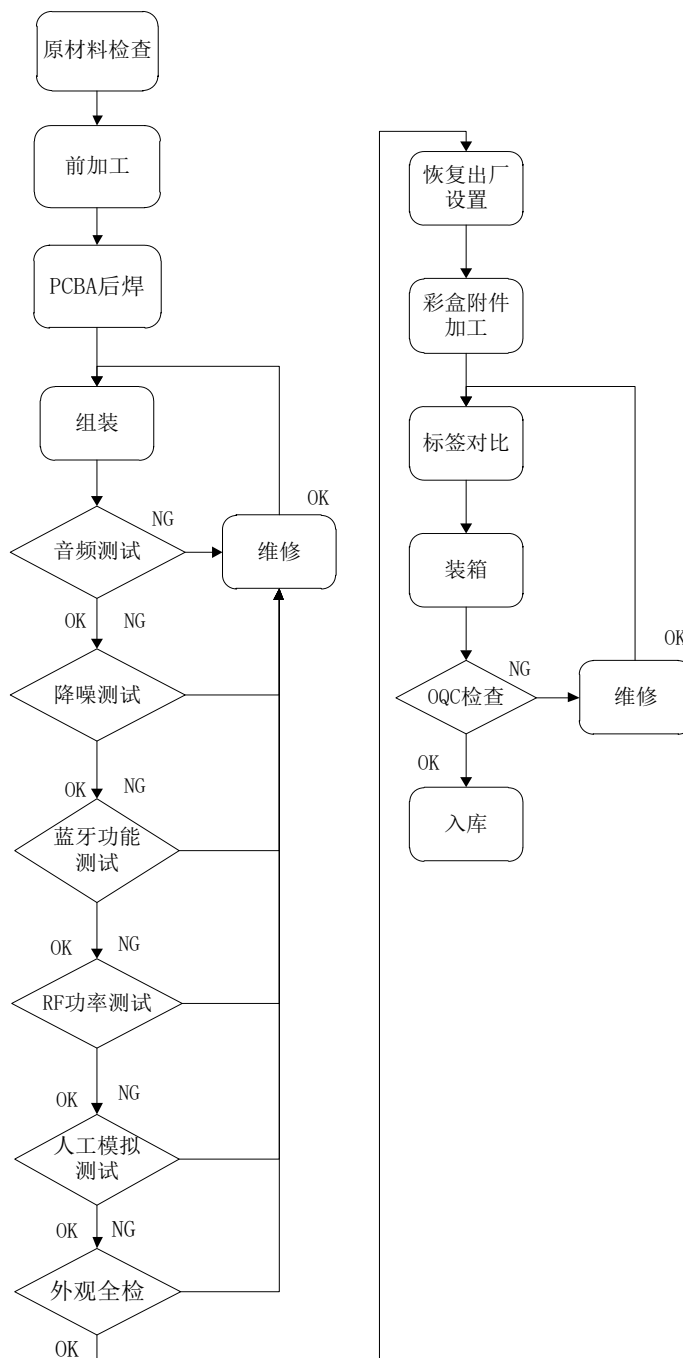 原材料检查
前加工
PCBA后焊
组装
OK
NG
音频测试
维修
OK
NG
降噪测试
OK
NG
蓝牙功能
测试
OK
NG
RF功率测试
OK
NG
人工模拟
测试
OK
NG
外观全检
OK
恢复出厂
设置
彩盒附件
加工
标签对比
装箱
OK
NG
OQC检查
维修
OK
入库